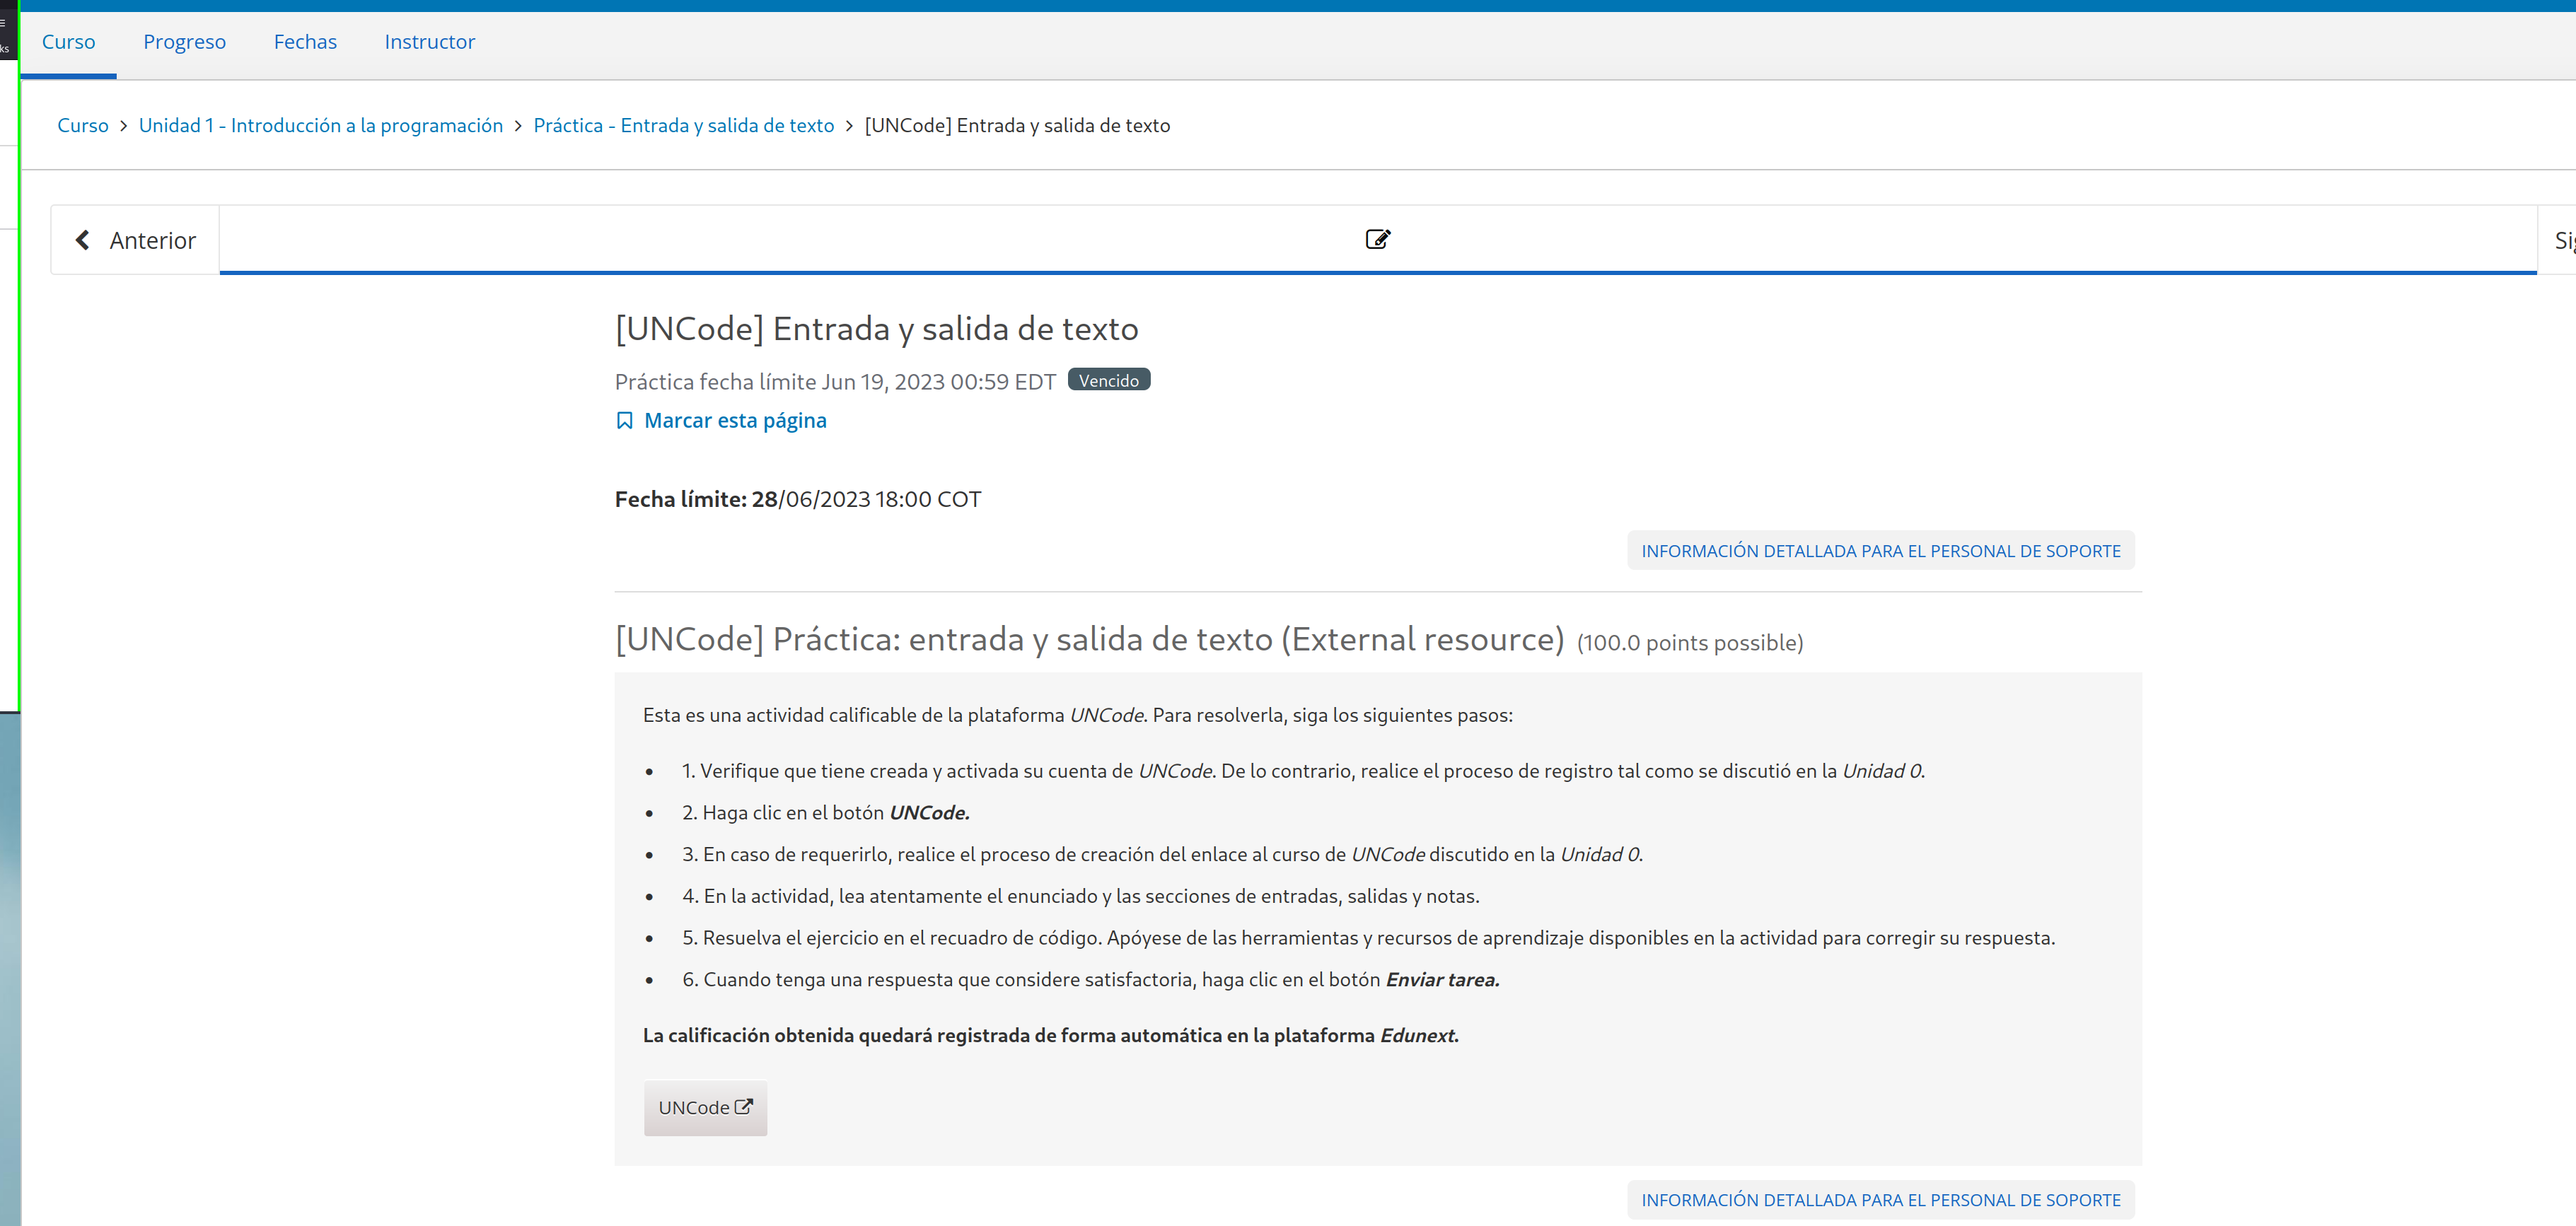 ks
Curso Progreso Fechas Instructor
Curso > Unidad 1 - Introducción a la programación > Práctica - Entrada y salida de texto > [UNCode] Entrada y salida de texto
Anterior
[UNCode] Entrada y salida de texto
Práctica fecha límite Jun 19, 2023 00:59 EDT Vencido
Marcar esta página
Fecha límite: 28/06/2023 18:00 COT
INFORMACIÓN DETALLADA PARA EL PERSONAL DE SOPORTE
[UNCode] Práctica: entrada y salida de texto (External resource) (100.0 points possible)
Esta es una actividad calificable de la plataforma UNCode. Para resolverla, siga los siguientes pasos:
• 1. Verifique que tiene creada y activada su cuenta de UNCode. De lo contrario, realice el proceso de registro tal como se discutió en la Unidad 0.
• 2. Haga clic en el botón UNCode.
• 3. En caso de requerirlo, realice el proceso de creación del enlace al curso de UNCode discutido en la Unidad 0.
• 4. En la actividad, lea atentamente el enunciado y las secciones de entradas, salidas y notas.
• 5. Resuelva el ejercicio en el recuadro de código. Apóyese de las herramientas y recursos de aprendizaje disponibles en la actividad para corregir su respuesta.
• 6. Cuando tenga una respuesta que considere satisfactoria, haga clic en el botón Enviar tarea.
La calificación obtenida quedará registrada de forma automática en la plataforma Edunext.
UNCode
INFORMACIÓN DETALLADA PARA EL PERSONAL DE SOPORTE